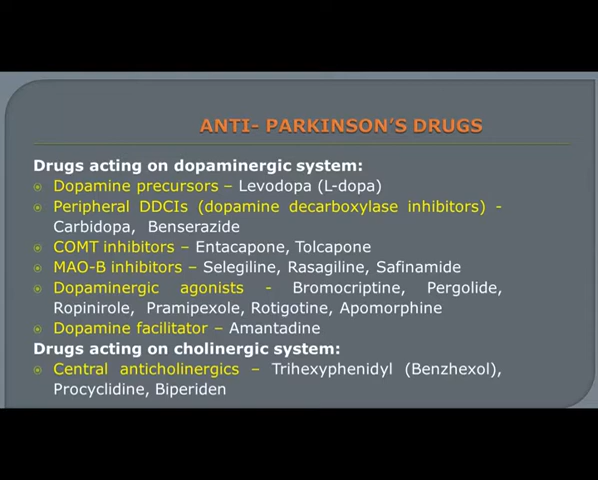 ANTI- PARKINSON'S DRUGS
Drugs acting on dopaminergic system:
Dopamine precursors – Levodopa (L-dopa)
Peripheral DDCIs (dopamine decarboxylase inhibitors) -
Carbidopa, Benserazide
COMT inhibitors – Entacapone, Tolcapone
MAO-B inhibitors – Selegiline, Rasagiline, Safinamide
Dopaminergic agonists - Bromocriptine, Pergolide,
Ropinirole, Pramipexole, Rotigotine, Apomorphine
Dopamine facilitator – Amantadine
Drugs acting on cholinergic system:
Central anticholinergics – Trihexyphenidyl (Benzhexol),
Procyclidine, Biperiden